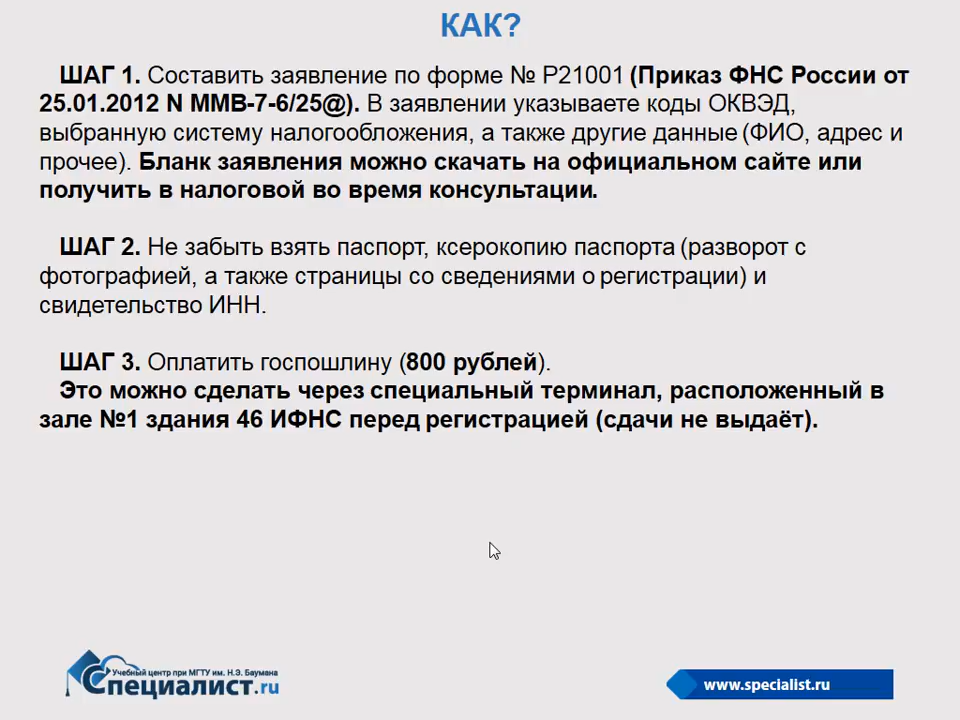 КАК?
ШАГ 1. Составить заявление по форме № Р21001 (Приказ ФНС России от
25.01.2012 N ММВ-7-6/25@). В заявлении указываете коды ОКВЭД,
выбранную систему налогообложения, а также другие данные (ФИО, адрес и
прочее). Бланк заявления можно скачать на официальном сайте или
получить в налоговой во время консультации.
ШАГ 2. Не забыть взять паспорт, ксерокопию паспорта (разворот с
фотографией, а также страницы со сведениями о регистрации) и
свидетельство ИНН.
ШАГ 3. Оплатить госпошлину (800 рублей).
Это можно сделать через специальный терминал, расположенный в
зале №1 здания 46 ИФНС перед регистрацией (сдачи не выдаёт).
Учебный центр при МГТУ им. Н.Э. Баумана
Специалист.ru
www.specialist.ru